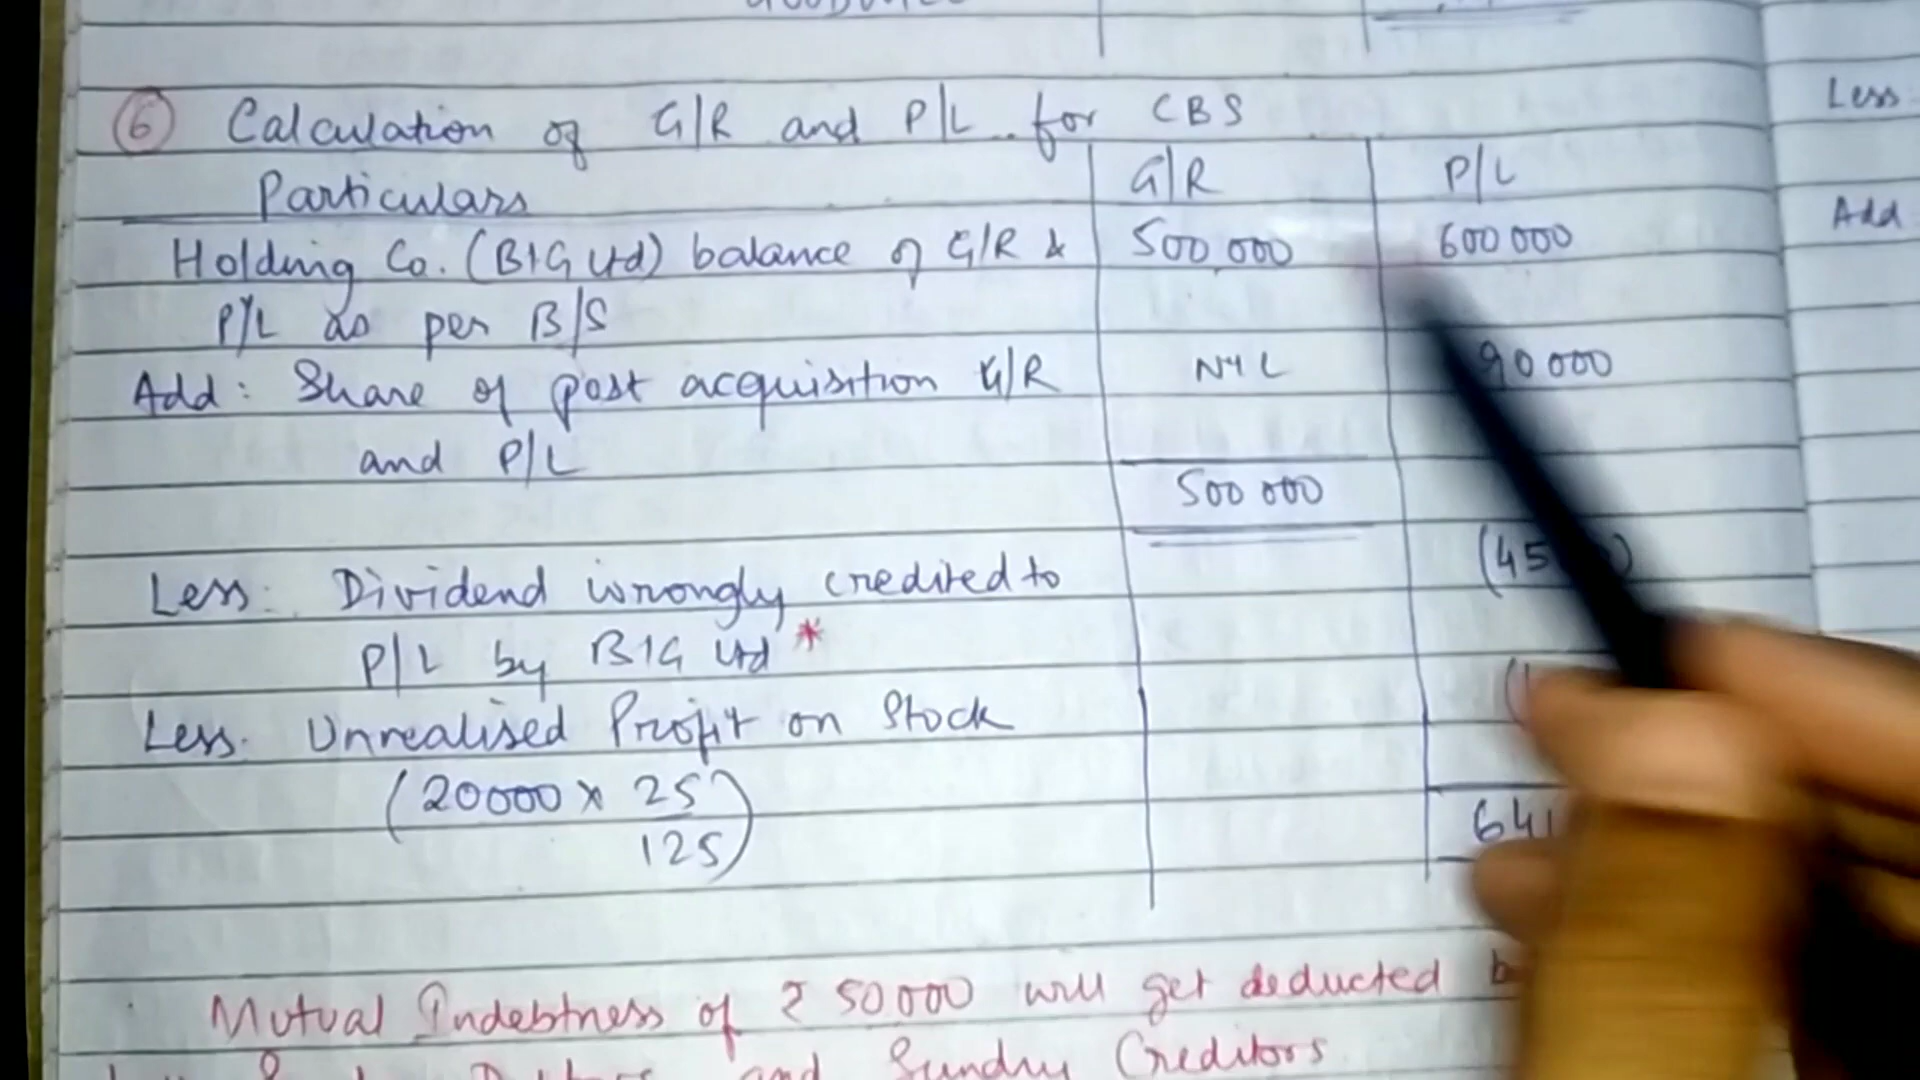 6 Calculation of G/R and P/L for CBS
Particulars G/R P/L
Holding Co. (BIG Ltd) balance of G/R & 500 000 600 000
P/L as per B/S
Add: Share of post acquisition G/R NIL 90 000
and P/L
500 000
Less: Dividend wrongly credited to
P/L by BIG Ltd *
Less. Unrealised Profit on Stock
(20000 x 25
125)
Mutual Indebtness of ₹ 50000 will get deducted
and Sundry Creditors
Less
Add